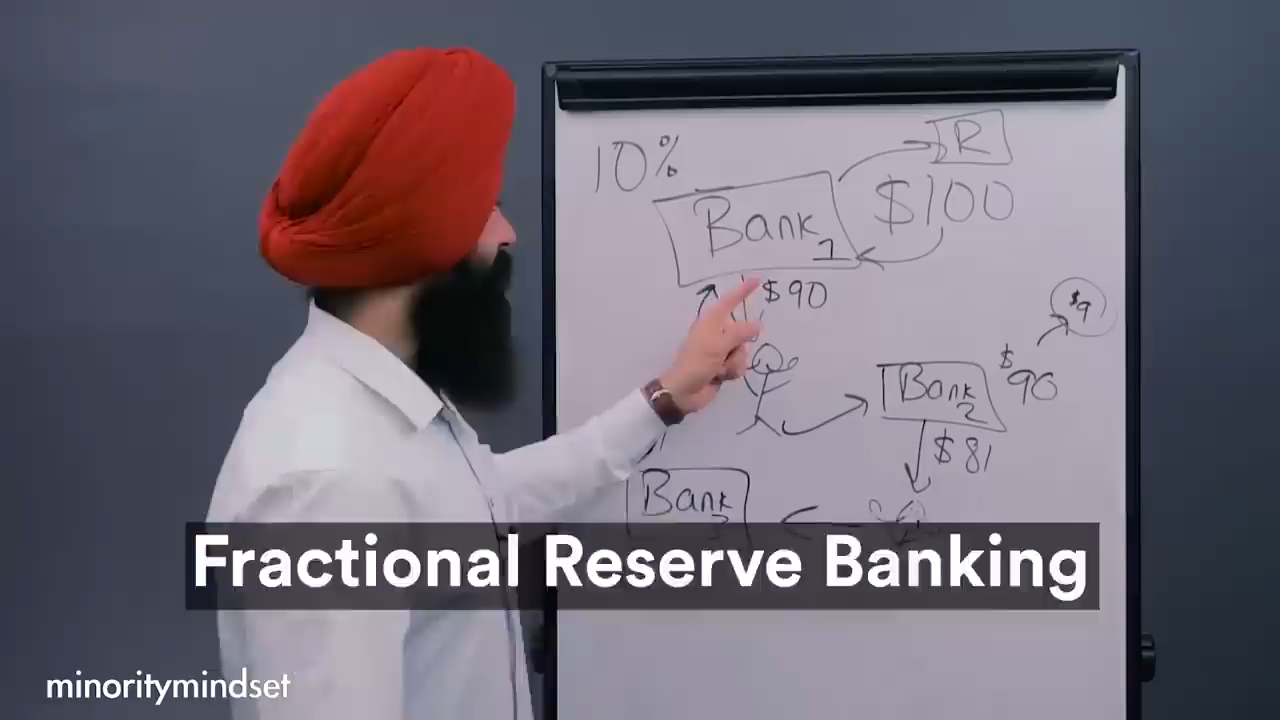 10%
R
$100
Bank 1
$90
$9
Bank 2
$90
$81
Bank
Fractional Reserve Banking
minoritymindset